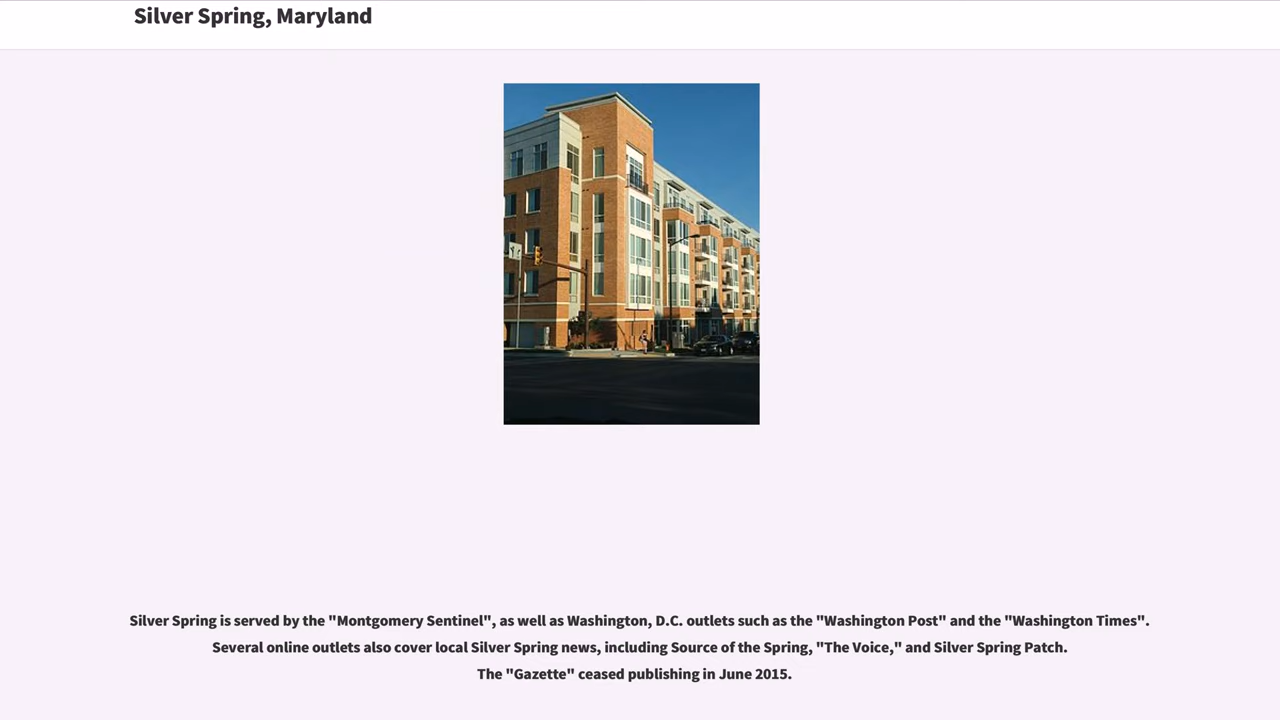 Silver Spring, Maryland
Silver Spring is served by the "Montgomery Sentinel", as well as Washington, D.C. outlets such as the "Washington Post" and the "Washington Times".
Several online outlets also cover local Silver Spring news, including Source of the Spring, "The Voice," and Silver Spring Patch.
The "Gazette" ceased publishing in June 2015.